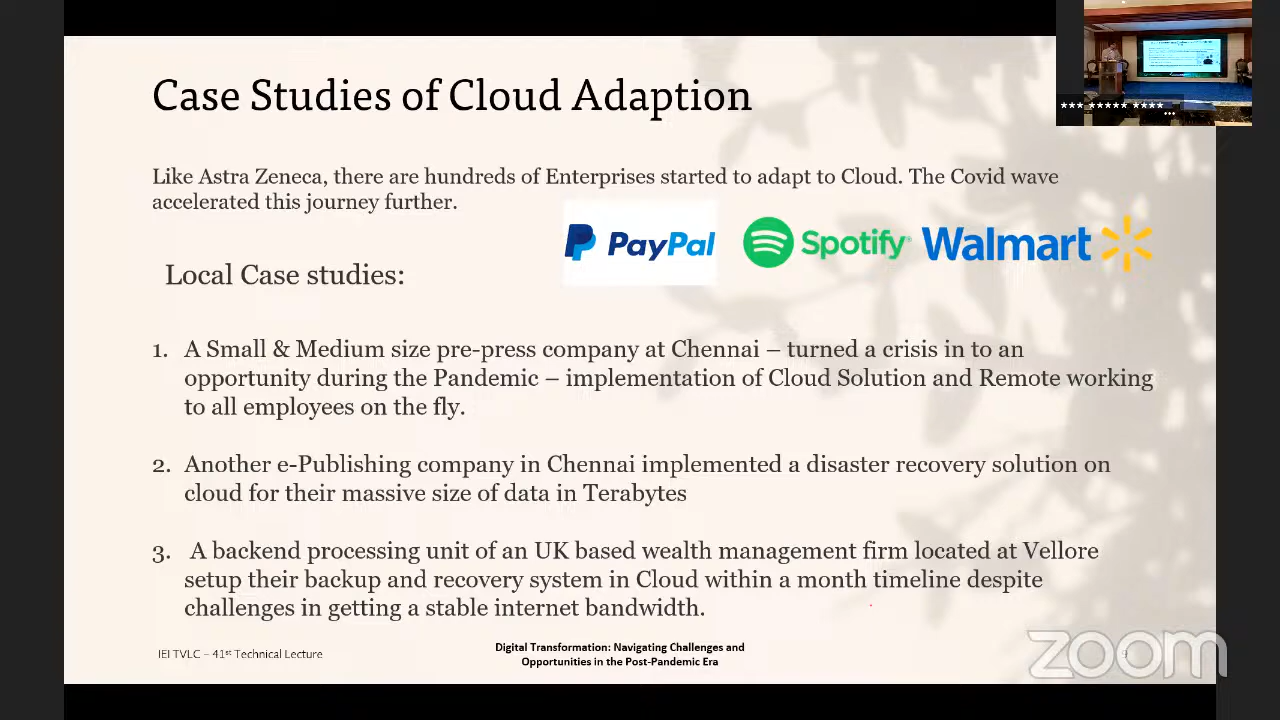 Case Studies of Cloud Adaption
*** ***** ****
...
Like Astra Zeneca, there are hundreds of Enterprises started to adapt to Cloud. The Covid wave
accelerated this journey further.
PayPal
Spotify
Walmart
Local Case studies:
1. A Small & Medium size pre-press company at Chennai – turned a crisis in to an
opportunity during the Pandemic – implementation of Cloud Solution and Remote working
to all employees on the fly.
2. Another e-Publishing company in Chennai implemented a disaster recovery solution on
cloud for their massive size of data in Terabytes
3. A backend processing unit of an UK based wealth management firm located at Vellore
setup their backup and recovery system in Cloud within a month timeline despite
challenges in getting a stable internet bandwidth.
IEI TVLC – 41st Technical Lecture
Digital Transformation: Navigating Challenges and
Opportunities in the Post-Pandemic Era
zoom